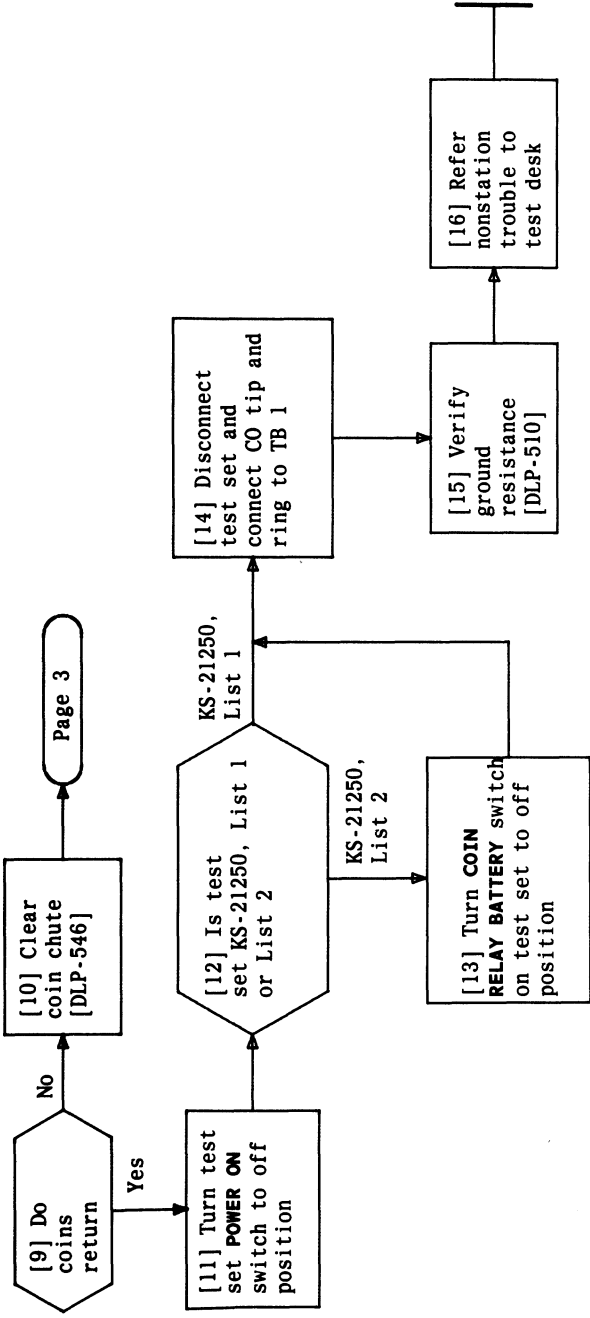 [9] Do
coins
return
No
Yes
[10] Clear
coin chute
[DLP-546]
Page 3
[11] Turn test
set POWER ON
switch to off
position
[12] Is test
set KS-21250, List 1
or List 2
KS-21250,
List 1
KS-21250,
List 2
[13] Turn COIN
RELAY BATTERY switch
on test set to off
position
[14] Disconnect
test set and
connect CO tip and
ring to TB 1
[15] Verify
ground
resistance
[DLP-510]
[16] Refer
nonstation
trouble to
test desk